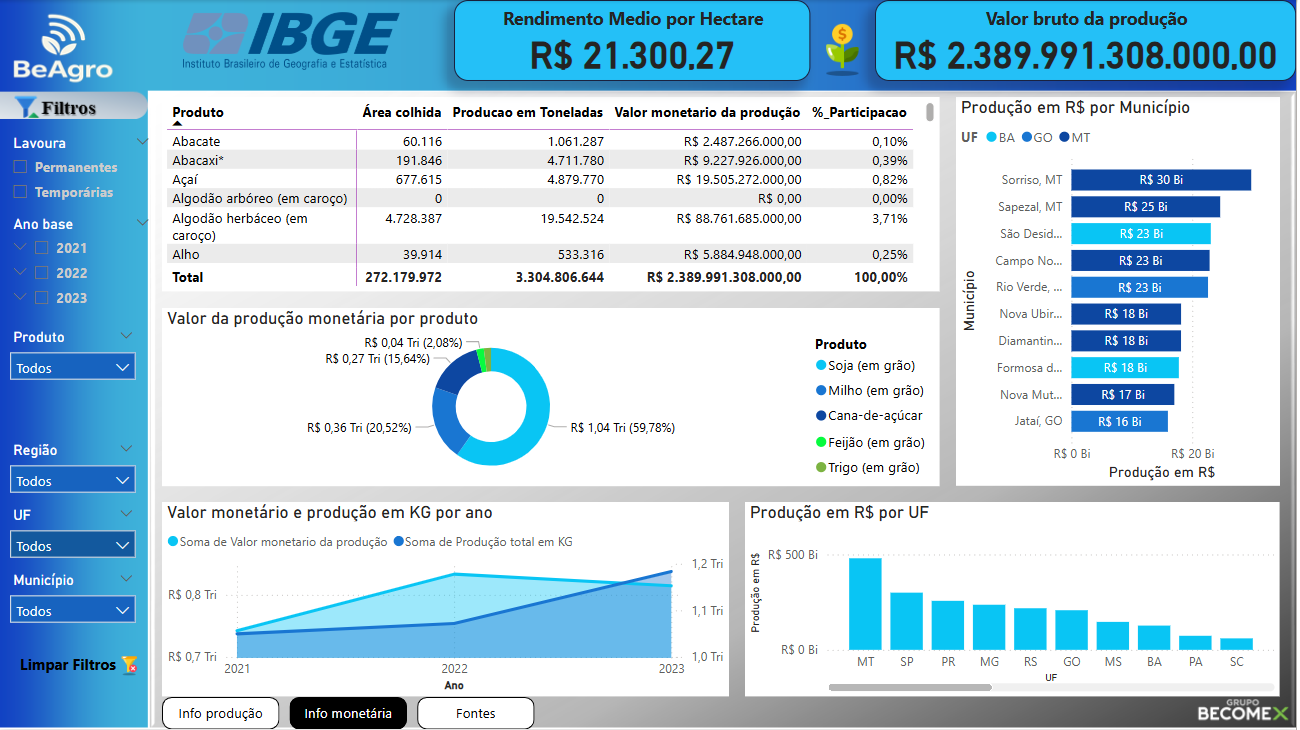 BeAgro
IBGE
Instituto Brasileiro de Geografia e Estatística
Rendimento Medio por Hectare
R$ 21.300,27
Valor bruto da produção
R$ 2.389.991.308.000,00
Filtros
Lavoura
Permanentes
Temporárias
Ano base
2021
2022
2023
Produto
Todos
Região
Todos
UF
Todos
Município
Todos
Limpar Filtros
Produto Área colhida Producao em Toneladas Valor monetario da produção %_Participacao
Abacate 60.116 1.061.287 R$ 2.487.266.000,00 0,10%
Abacaxi* 191.846 4.711.780 R$ 9.227.926.000,00 0,39%
Açaí 677.615 4.879.770 R$ 19.505.272.000,00 0,82%
Algodão arbóreo (em caroço) 0 0 R$ 0,00 0,00%
Algodão herbáceo (em 4.728.387 19.542.524 R$ 88.761.685.000,00 3,71%
caroço)
Alho 39.914 533.316 R$ 5.884.948.000,00 0,25%
Total 272.179.972 3.304.806.644 R$ 2.389.991.308.000,00 100,00%
Valor da produção monetária por produto
R$ 0,04 Tri (2,08%)
R$ 0,27 Tri (15,64%)
R$ 0,36 Tri (20,52%)
R$ 1,04 Tri (59,78%)
Produto
Soja (em grão)
Milho (em grão)
Cana-de-açúcar
Feijão (em grão)
Trigo (em grão)
Produção em R$ por Município
UF BA GO MT
Município
Sorriso, MT R$ 30 Bi
Sapezal, MT R$ 25 Bi
São Desid... R$ 23 Bi
Campo No... R$ 23 Bi
Rio Verde, ... R$ 23 Bi
Nova Ubir... R$ 18 Bi
Diamantin... R$ 18 Bi
Formosa d... R$ 18 Bi
Nova Mut... R$ 17 Bi
Jataí, GO R$ 16 Bi
R$ 0 Bi R$ 20 Bi
Produção em R$
Valor monetário e produção em KG por ano
Soma de Valor monetario da produção Soma de Produção total em KG
R$ 0,8 Tri
R$ 0,7 Tri
1,2 Tri
1,1 Tri
1,0 Tri
2021 2022 2023
Ano
Produção em R$ por UF
Produção em R$
R$ 500 Bi
R$ 0 Bi
MT SP PR MG RS GO MS BA PA SC
UF
Info produção
Info monetária
Fontes
GRUPO
BECOMEX